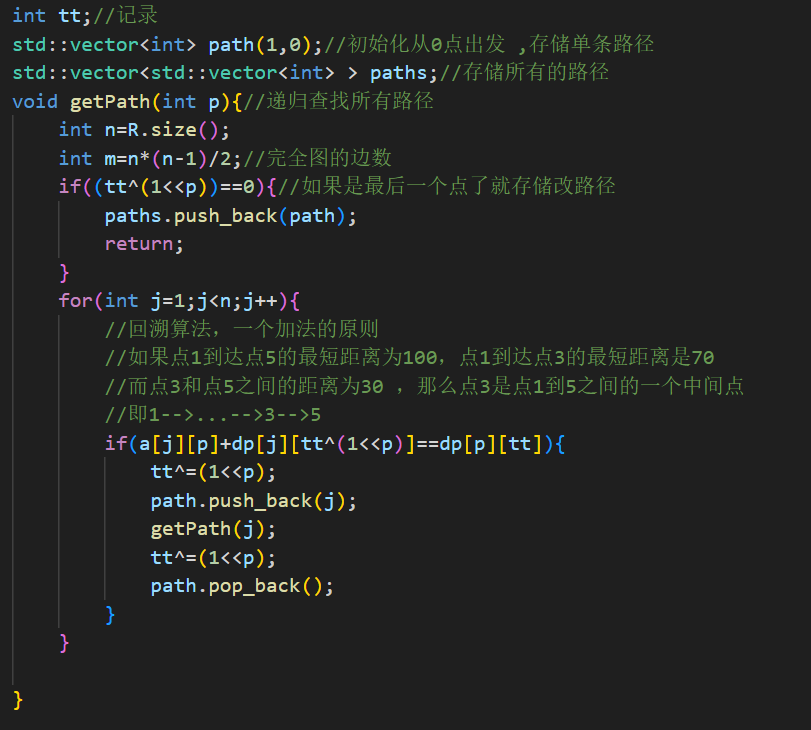 int tt;//记录
std::vector<int> path(1,0);//初始化从0点出发 ,存储单条路径
std::vector<std::vector<int> > paths;//存储所有的路径
void getPath(int p){//递归查找所有路径
    int n=R.size();
    int m=n*(n-1)/2;//完全图的边数
    if((tt^(1<<p))==0){//如果是最后一个点了就存储改路径
        paths.push_back(path);
        return;
    }
    for(int j=1;j<n;j++){
        //回溯算法，一个加法的原则
        //如果点1到达点5的最短距离为100，点1到达点3的最短距离是70
        //而点3和点5之间的距离为30 ，那么点3是点1到5之间的一个中间点
        //即1-->...-->3-->5
        if(a[j][p]+dp[j][tt^(1<<p)]==dp[p][tt]){
            tt^=(1<<p);
            path.push_back(j);
            getPath(j);
            tt^=(1<<p);
            path.pop_back();
        }
    }
}